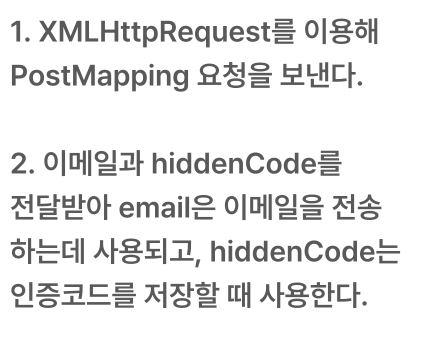 1. XMLHttpRequest를 이용해
PostMapping 요청을 보낸다.
2. 이메일과 hiddenCode를
전달받아 email은 이메일을 전송
하는데 사용되고, hiddenCode는
인증코드를 저장할 때 사용한다.